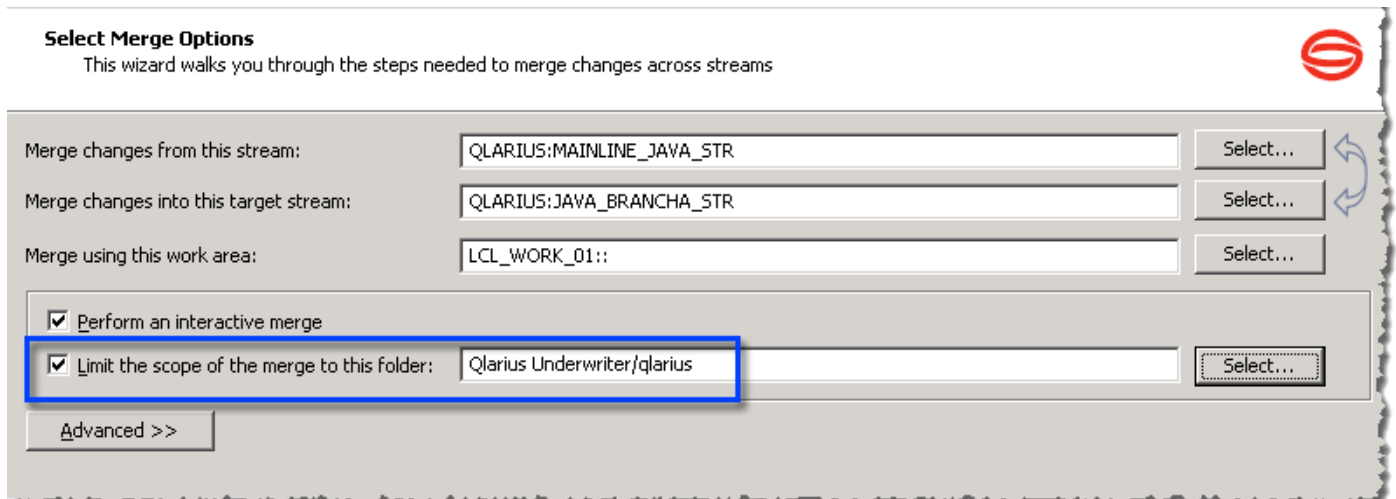 Select Merge Options
This wizard walks you through the steps needed to merge changes across streams
Merge changes from this stream: QLARIUS:MAINLINE_JAVA_STR Select...
Merge changes into this target stream: QLARIUS:JAVA_BRANCHA_STR Select...
Merge using this work area: LCL_WORK_01:: Select...
Perform an interactive merge
Limit the scope of the merge to this folder: Qlarius Underwriter/qlarius Select...
Advanced >>